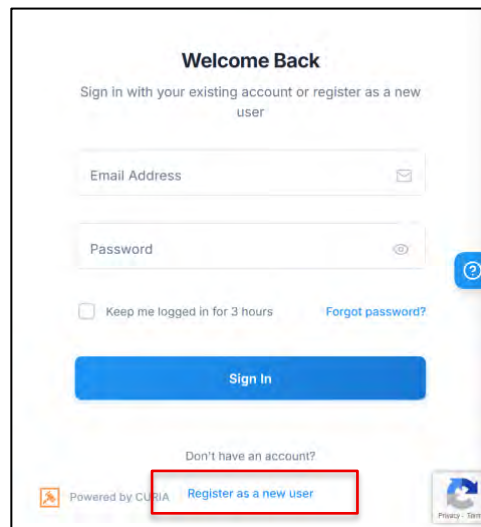 Welcome Back
Sign in with your existing account or register as a new
user
Email Address
Password
Keep me logged in for 3 hours
Forgot password?
Sign In
Don't have an account?
Powered by CURIA
Register as a new user
Privacy - Term